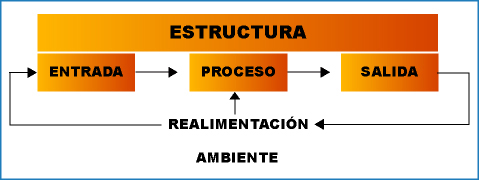 ESTRUCTURA
ENTRADA PROCESO SALIDA
REALIMENTACIÓN
AMBIENTE